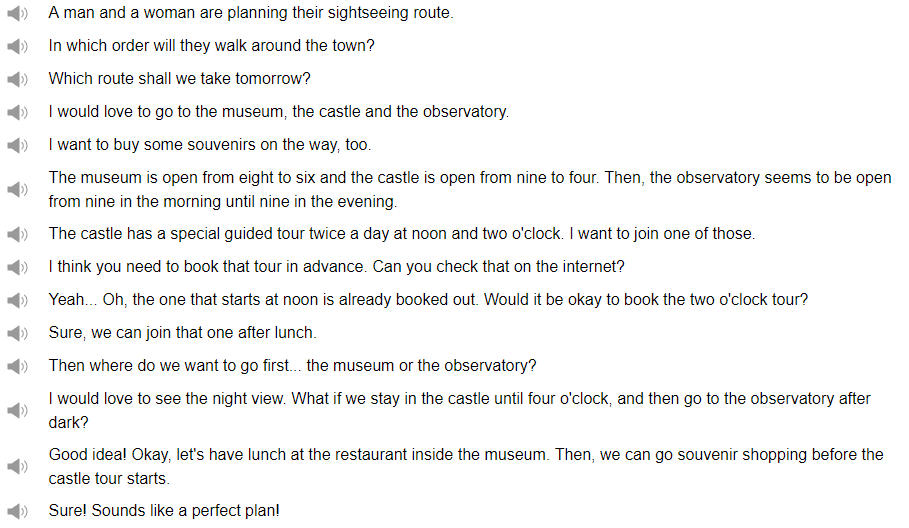 A man and a woman are planning their sightseeing route.
In which order will they walk around the town?
Which route shall we take tomorrow?
I would love to go to the museum, the castle and the observatory.
I want to buy some souvenirs on the way, too.
The museum is open from eight to six and the castle is open from nine to four. Then, the observatory seems to be open
from nine in the morning until nine in the evening.
The castle has a special guided tour twice a day at noon and two o'clock. I want to join one of those.
I think you need to book that tour in advance. Can you check that on the internet?
Yeah... Oh, the one that starts at noon is already booked out. Would it be okay to book the two o'clock tour?
Sure, we can join that one after lunch.
Then where do we want to go first... the museum or the observatory?
I would love to see the night view. What if we stay in the castle until four o'clock, and then go to the observatory after
dark?
Good idea! Okay, let's have lunch at the restaurant inside the museum. Then, we can go souvenir shopping before the
castle tour starts.
Sure! Sounds like a perfect plan!